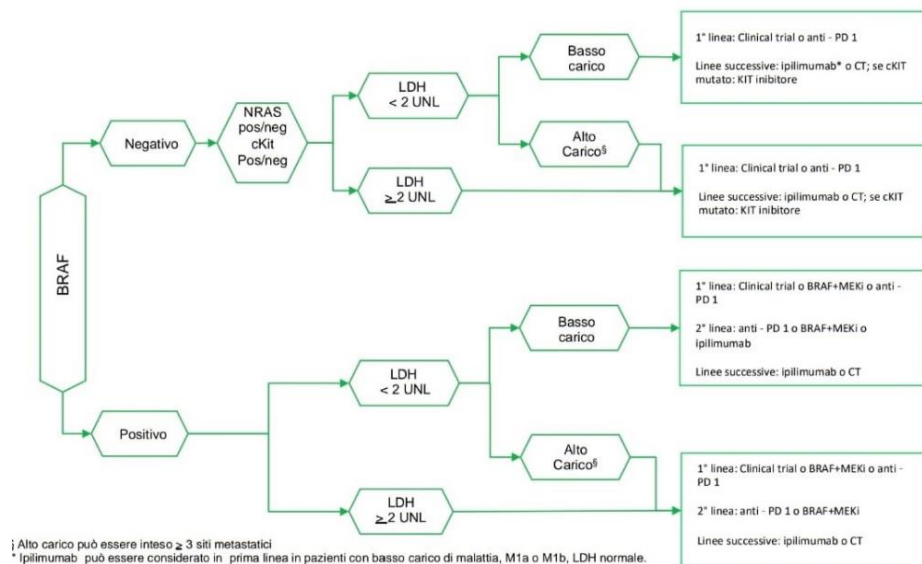 BRAF
Negativo
NRAS
pos/neg
cKit
Pos/neg
LDH
< 2 UNL
Basso
carico
1° linea: Clinical trial o anti - PD 1
Linee successive: ipilimumab* o CT; se cKIT
mutato: KIT inibitore
Alto
Carico§
LDH
≥ 2 UNL
1° linea: Clinical trial o anti - PD 1
Linee successive: ipilimumab o CT; se cKIT
mutato: KIT inibitore
Positivo
LDH
< 2 UNL
Basso
carico
1° linea: Clinical trial o BRAF+MEKi o anti -
PD 1
2° linea: anti - PD 1 o BRAF+MEKi o
ipilimumab
Linee successive: ipilimumab o CT
Alto
Carico§
LDH
≥ 2 UNL
1° linea: Clinical trial o BRAF+MEKi o anti -
PD 1
2° linea: anti - PD 1 o BRAF+MEKi
Linee successive: ipilimumab o CT
§ Alto carico può essere inteso ≥ 3 siti metastatici
* Ipilimumab può essere considerato in prima linea in pazienti con basso carico di malattia, M1a o M1b, LDH normale.